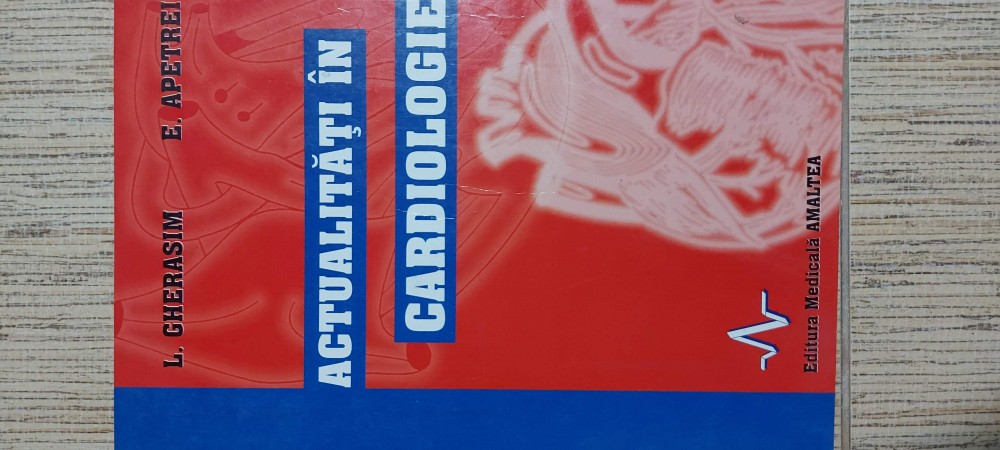 L. GHERASIM E. APETREI
ACTUALITĂŢI ÎN
CARDIOLOGIE
Editura Medicală AMALTEA